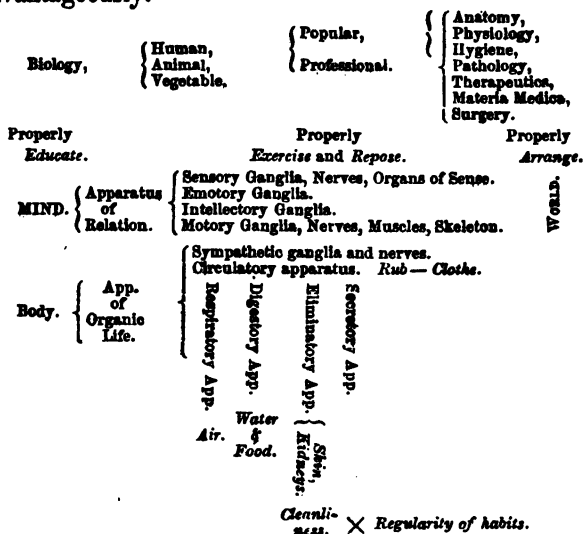 vantageously.
Biology,
Human,
Animal,
Vegetable.
Popular,
Professional.
Anatomy,
Physiology,
Hygiene,
Pathology,
Therapeutics,
Materia Medica,
Surgery.
Properly Properly Properly
Educate. Exercise and Repose. Arrange.
MIND.
Apparatus
of
Relation.
Sensory Ganglia, Nerves, Organs of Sense.
Emotory Ganglia.
Intellectory Ganglia.
Motory Ganglia, Nerves, Muscles, Skeleton.
WORLD.
Body.
App.
of
Organic
Life.
Sympathetic ganglia and nerves.
Circulatory apparatus. Rub — Clothe.
Respiratory App.
Digestory App.
Eliminatory App.
Secretory App.
Air.
Water
&
Food.
Skin,
Kidneys.
Cleanli-
ness. × Regularity of habits.